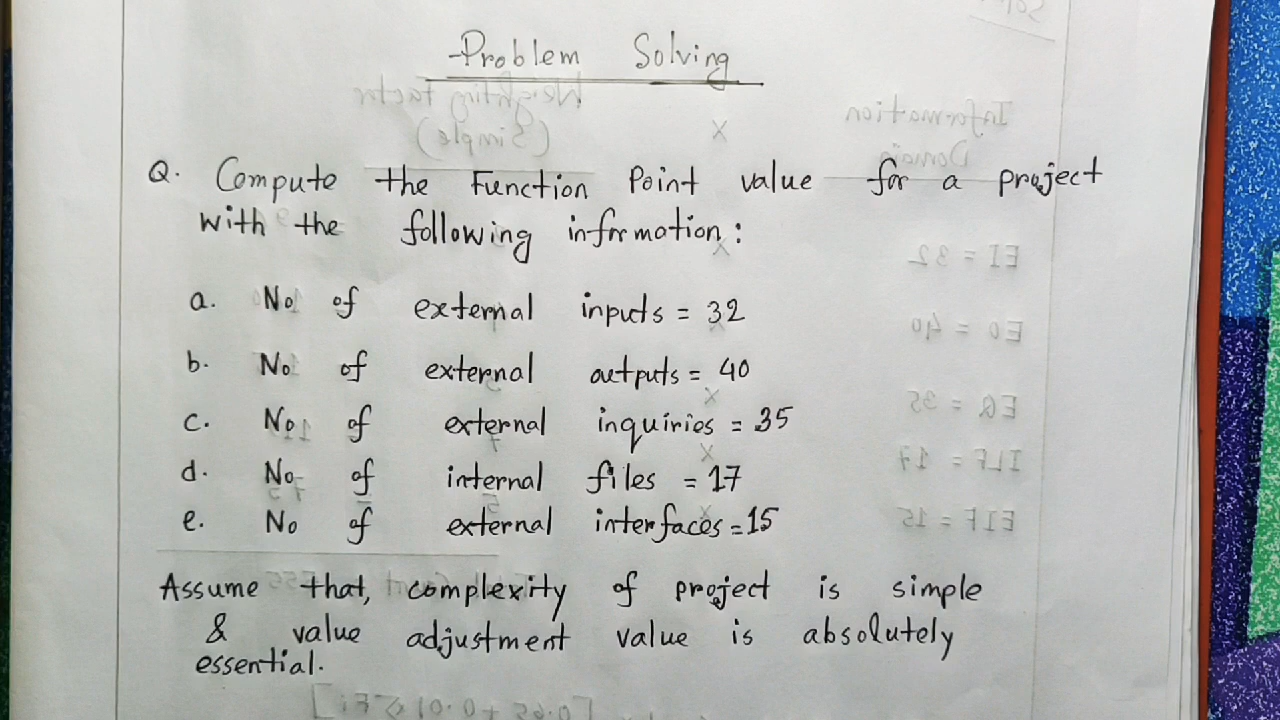 Problem Solving
Q. Compute the Function Point value for a project
with the following information:
a. No of external inputs = 32
b. No of external outputs = 40
c. No of external inquiries = 35
d. No of internal files = 17
e. No of external interfaces = 15
Assume that, complexity of project is simple
& value adjustment value is absolutely
essential.